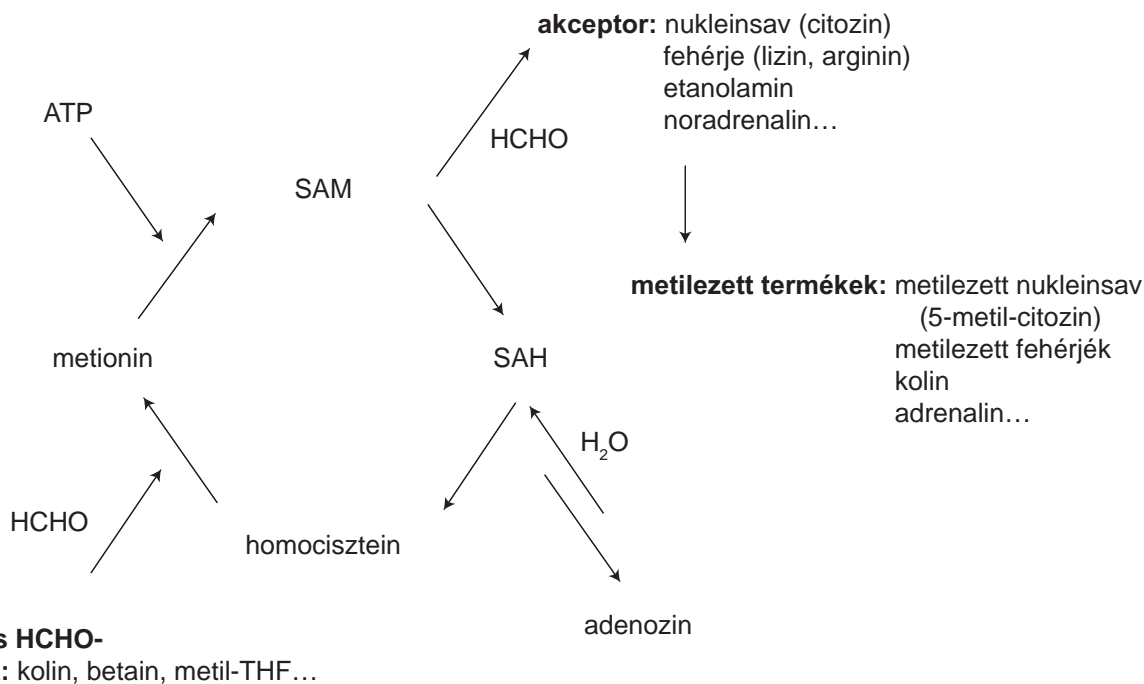 akceptor: nukleinsav (citozin)
fehérje (lizin, arginin)
etanolamin
noradrenalin…
ATP
HCHO
SAM
metilezett termékek: metilezett nukleinsav
(5-metil-citozin)
metilezett fehérjék
kolin
adrenalin…
metionin
SAH
H₂O
HCHO
homocisztein
adenozin
s HCHO-
: kolin, betain, metil-THF…